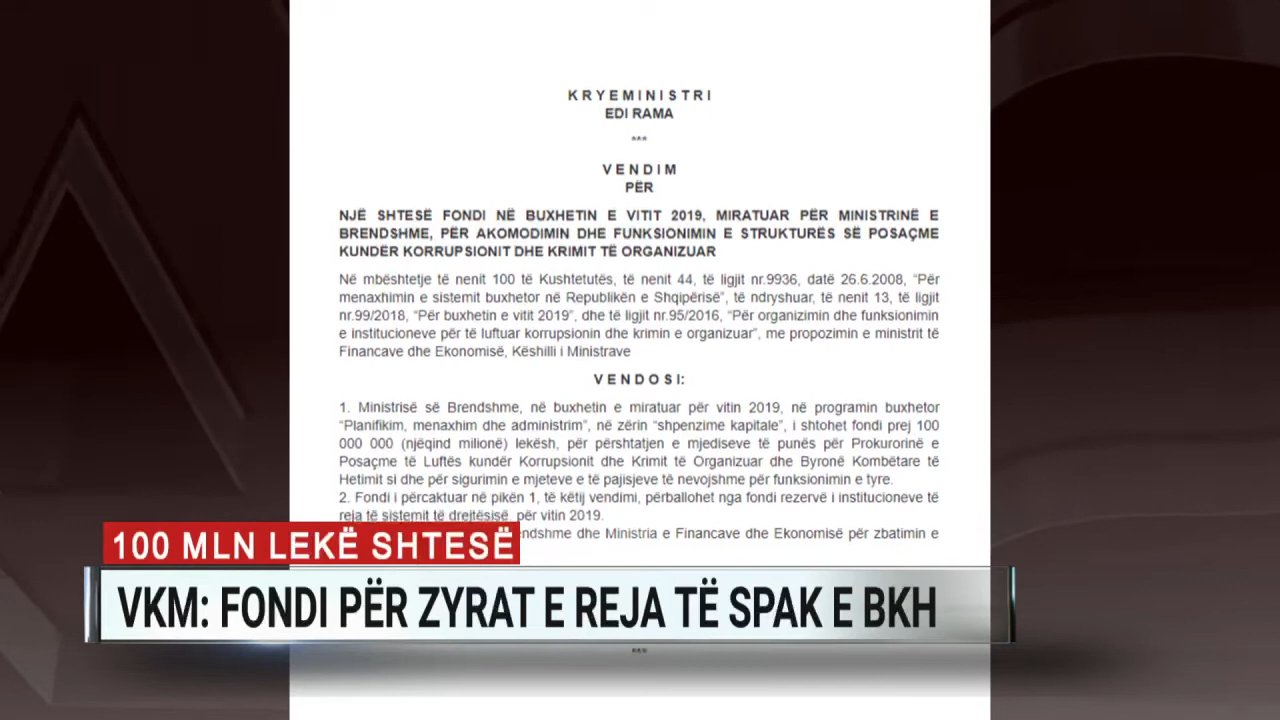 K R Y E M I N I S T R I
EDI RAMA
***
V E N D I M
PËR
NJË SHTESË FONDI NË BUXHETIN E VITIT 2019, MIRATUAR PËR MINISTRINË E
BRENDSHME, PËR AKOMODIMIN DHE FUNKSIONIMIN E STRUKTURËS SË POSAÇME
KUNDËR KORRUPSIONIT DHE KRIMIT TË ORGANIZUAR
Në mbështetje të nenit 100 të Kushtetutës, të nenit 44, të ligjit nr.9936, datë 26.6.2008, “Për
menaxhimin e sistemit buxhetor në Republikën e Shqipërisë”, të ndryshuar, të nenit 13, të ligjit
nr.99/2018, “Për buxhetin e vitit 2019”, dhe të ligjit nr.95/2016, “Për organizimin dhe funksionimin
e institucioneve për të luftuar korrupsionin dhe krimin e organizuar”, me propozimin e ministrit të
Financave dhe Ekonomisë, Këshilli i Ministrave
V E N D O S I:
1. Ministrisë së Brendshme, në buxhetin e miratuar për vitin 2019, në programin buxhetor
“Planifikim, menaxhim dhe administrim”, në zërin “shpenzime kapitale”, i shtohet fondi prej 100
000 000 (njëqind milionë) lekësh, për përshtatjen e mjediseve të punës për Prokurorinë e
Posaçme të Luftës kundër Korrupsionit dhe Krimit të Organizuar dhe Byronë Kombëtare të
Hetimit si dhe për sigurimin e mjeteve e të pajisjeve të nevojshme për funksionimin e tyre.
2. Fondi i përcaktuar në pikën 1, të këtij vendimi, përballohet nga fondi rezervë i institucioneve të
reja të sistemit të drejtësisë, për vitin 2019.
endshme dhe Ministria e Financave dhe Ekonomisë për zbatimin e
100 MLN LEKË SHTESË
VKM: FONDI PËR ZYRAT E REJA TË SPAK E BKH
***